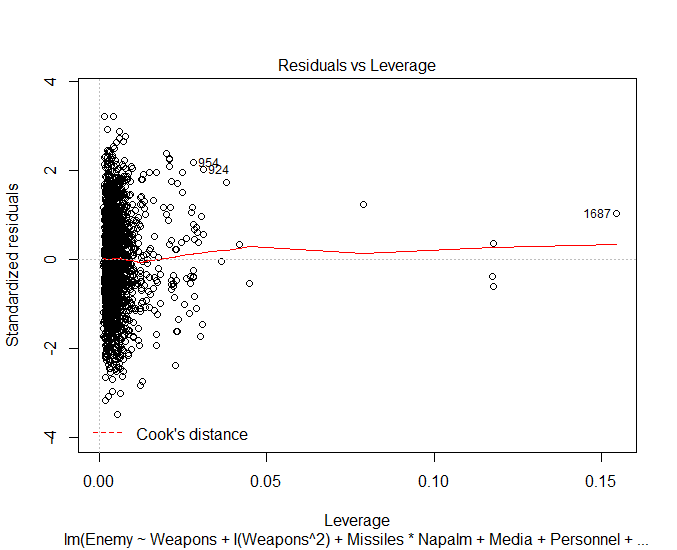 Residuals vs Leverage
4
2
0
-2
-4
Standardized residuals
954
924
1687
Cook's distance
0.00 0.05 0.10 0.15
Leverage
lm(Enemy ~ Weapons + I(Weapons^2) + Missiles * Napalm + Media + Personnel + ...